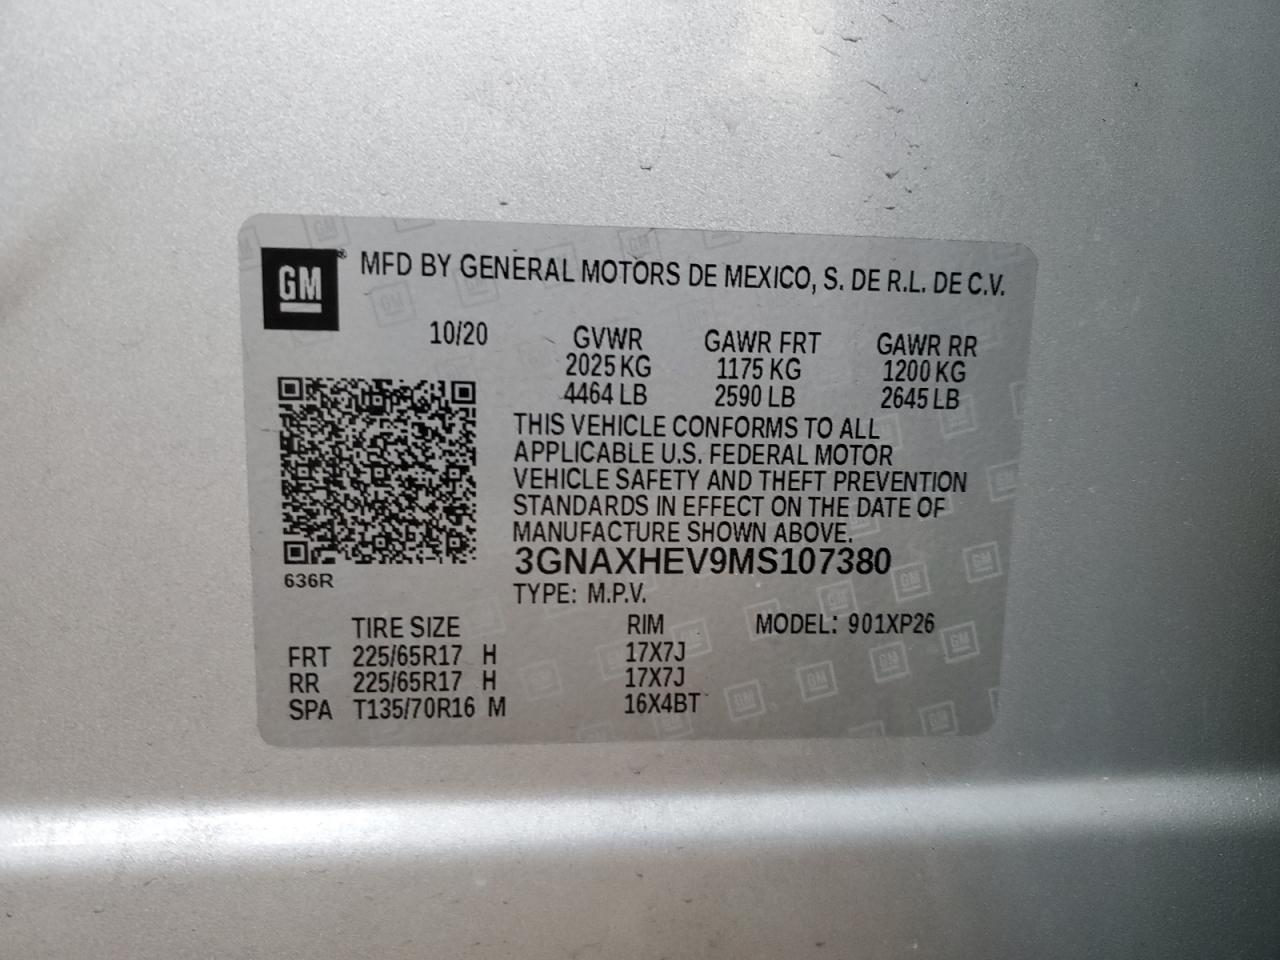 GM® MFD BY GENERAL MOTORS DE MEXICO, S. DE R.L. DE C.V.
10/20 GVWR GAWR FRT GAWR RR
2025 KG 1175 KG 1200 KG
4464 LB 2590 LB 2645 LB
THIS VEHICLE CONFORMS TO ALL
APPLICABLE U.S. FEDERAL MOTOR
VEHICLE SAFETY AND THEFT PREVENTION
STANDARDS IN EFFECT ON THE DATE OF
MANUFACTURE SHOWN ABOVE.
3GNAXHEV9MS107380
636R
TYPE: M.P.V.
TIRE SIZE RIM MODEL: 901XP26
FRT 225/65R17 H 17X7J
RR 225/65R17 H 17X7J
SPA T135/70R16 M 16X4BT